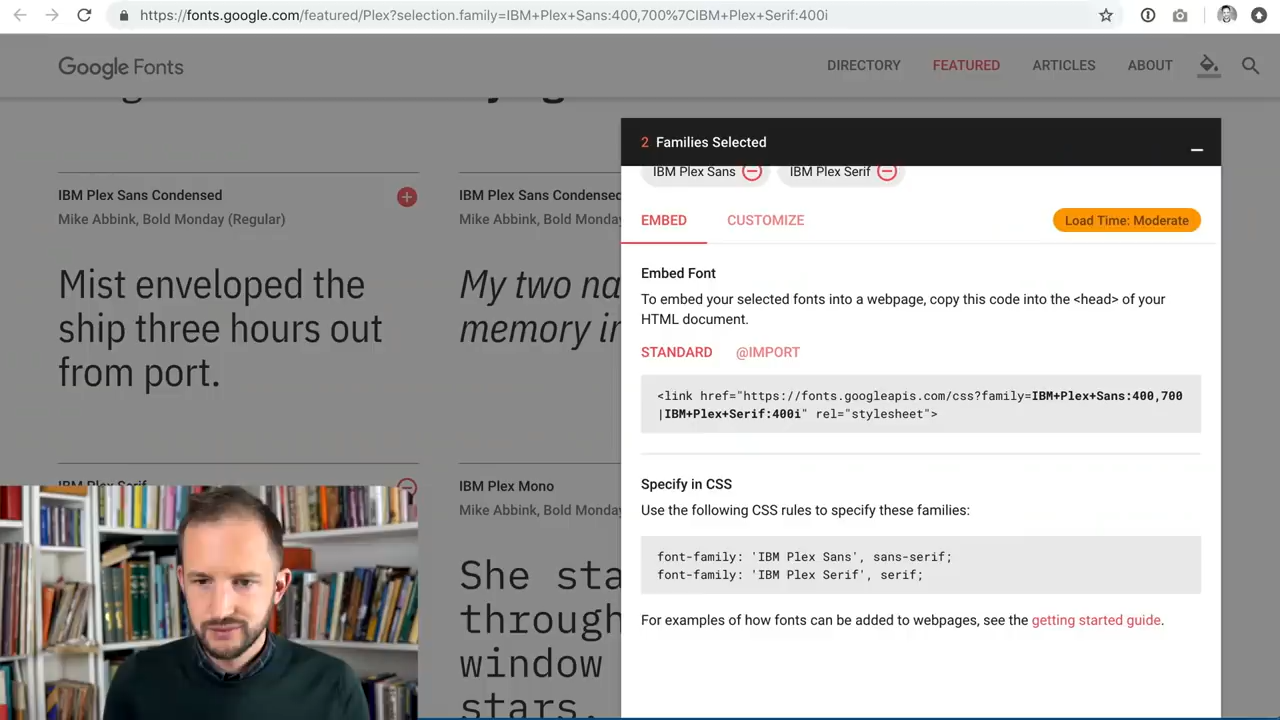 https://fonts.google.com/featured/Plex?selection.family=IBM+Plex+Sans:400,700%7CIBM+Plex+Serif:400i
Google Fonts
DIRECTORY
FEATURED
ARTICLES
ABOUT
IBM Plex Sans Condensed
Mike Abbink, Bold Monday (Regular)
Mist enveloped the
ship three hours out
from port.
IBM Plex Sans Condensed
Mike Abbink, Bold Monday
My two na
memory in
IBM Plex Serif
IBM Plex Mono
Mike Abbink, Bold Monday
She sta
through
window
stars.
2 Families Selected
IBM Plex Sans
IBM Plex Serif
EMBED
CUSTOMIZE
Load Time: Moderate
Embed Font
To embed your selected fonts into a webpage, copy this code into the <head> of your
HTML document.
STANDARD
@IMPORT
<link href="https://fonts.googleapis.com/css?family=IBM+Plex+Sans:400,700
|IBM+Plex+Serif:400i" rel="stylesheet">
Specify in CSS
Use the following CSS rules to specify these families:
font-family: 'IBM Plex Sans', sans-serif;
font-family: 'IBM Plex Serif', serif;
For examples of how fonts can be added to webpages, see the getting started guide.